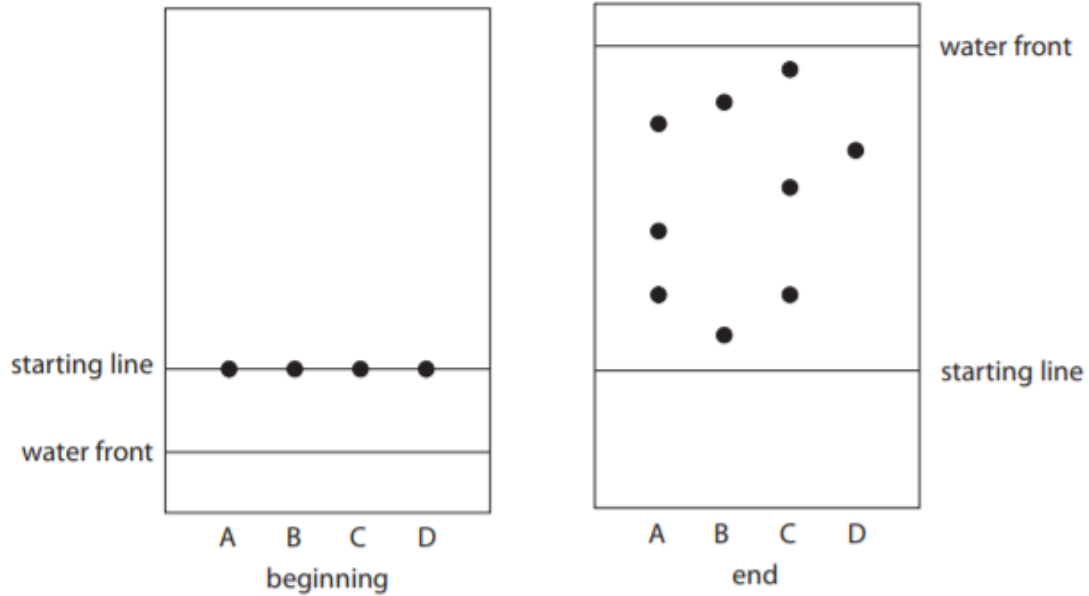 starting line
water front
A B C D
beginning
water front
starting line
A B C D
end